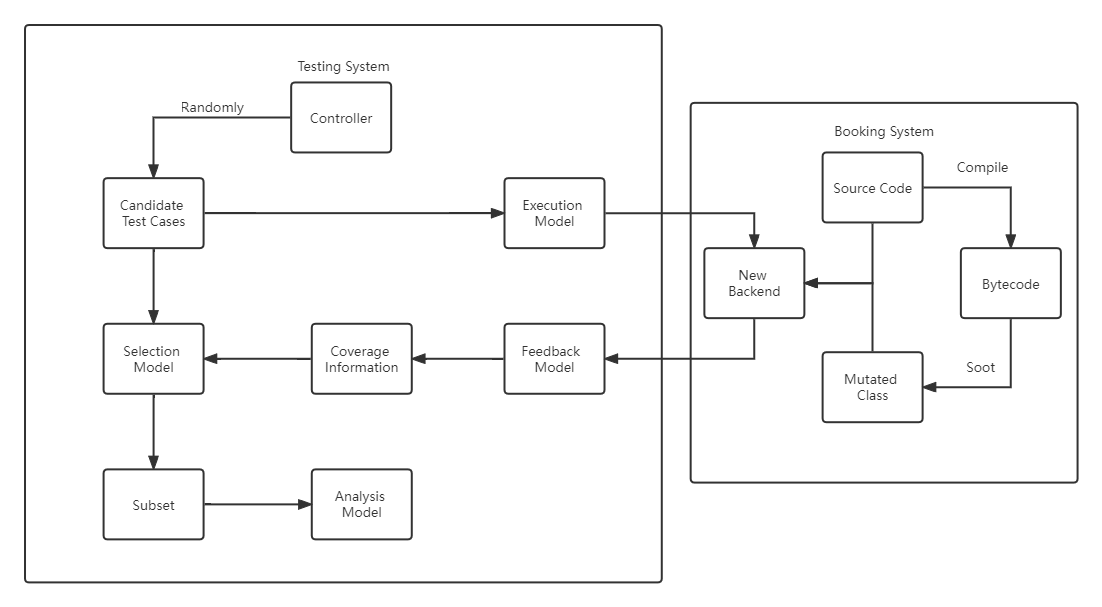 Testing System
Randomly
Controller
Candidate
Test Cases
Execution
Model
Selection
Model
Coverage
Information
Feedback
Model
Subset
Analysis
Model
Booking System
Source Code
Compile
New
Backend
Bytecode
Mutated
Class
Soot